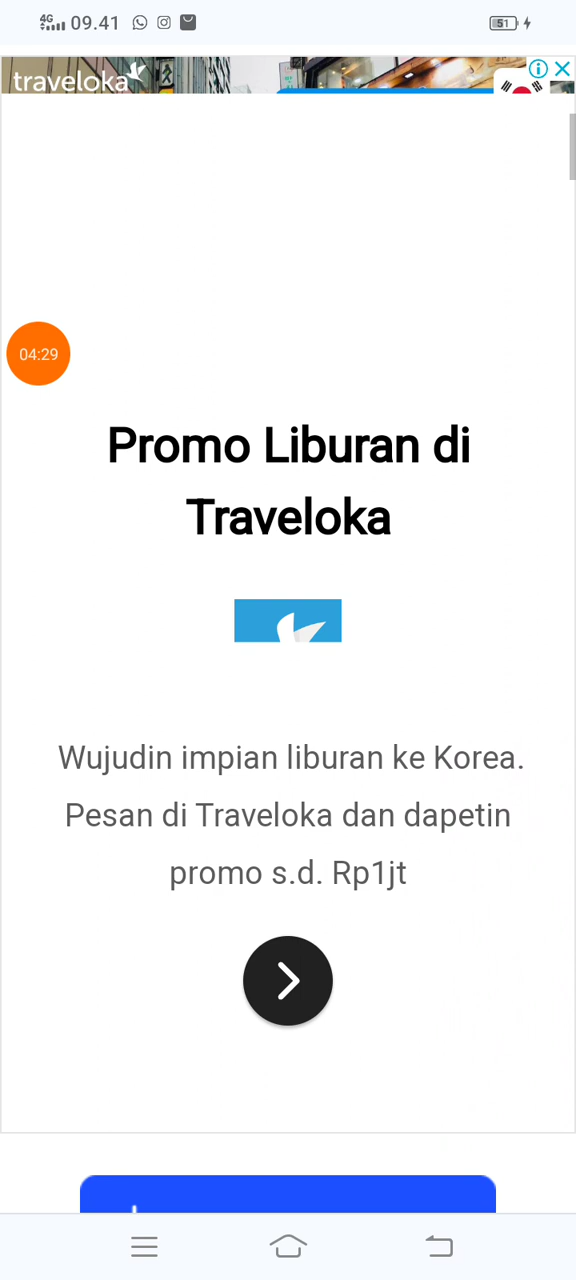 4G 09.41 51
traveloka
04:29
Promo Liburan di
Traveloka
Wujudin impian liburan ke Korea.
Pesan di Traveloka dan dapetin
promo s.d. Rp1jt